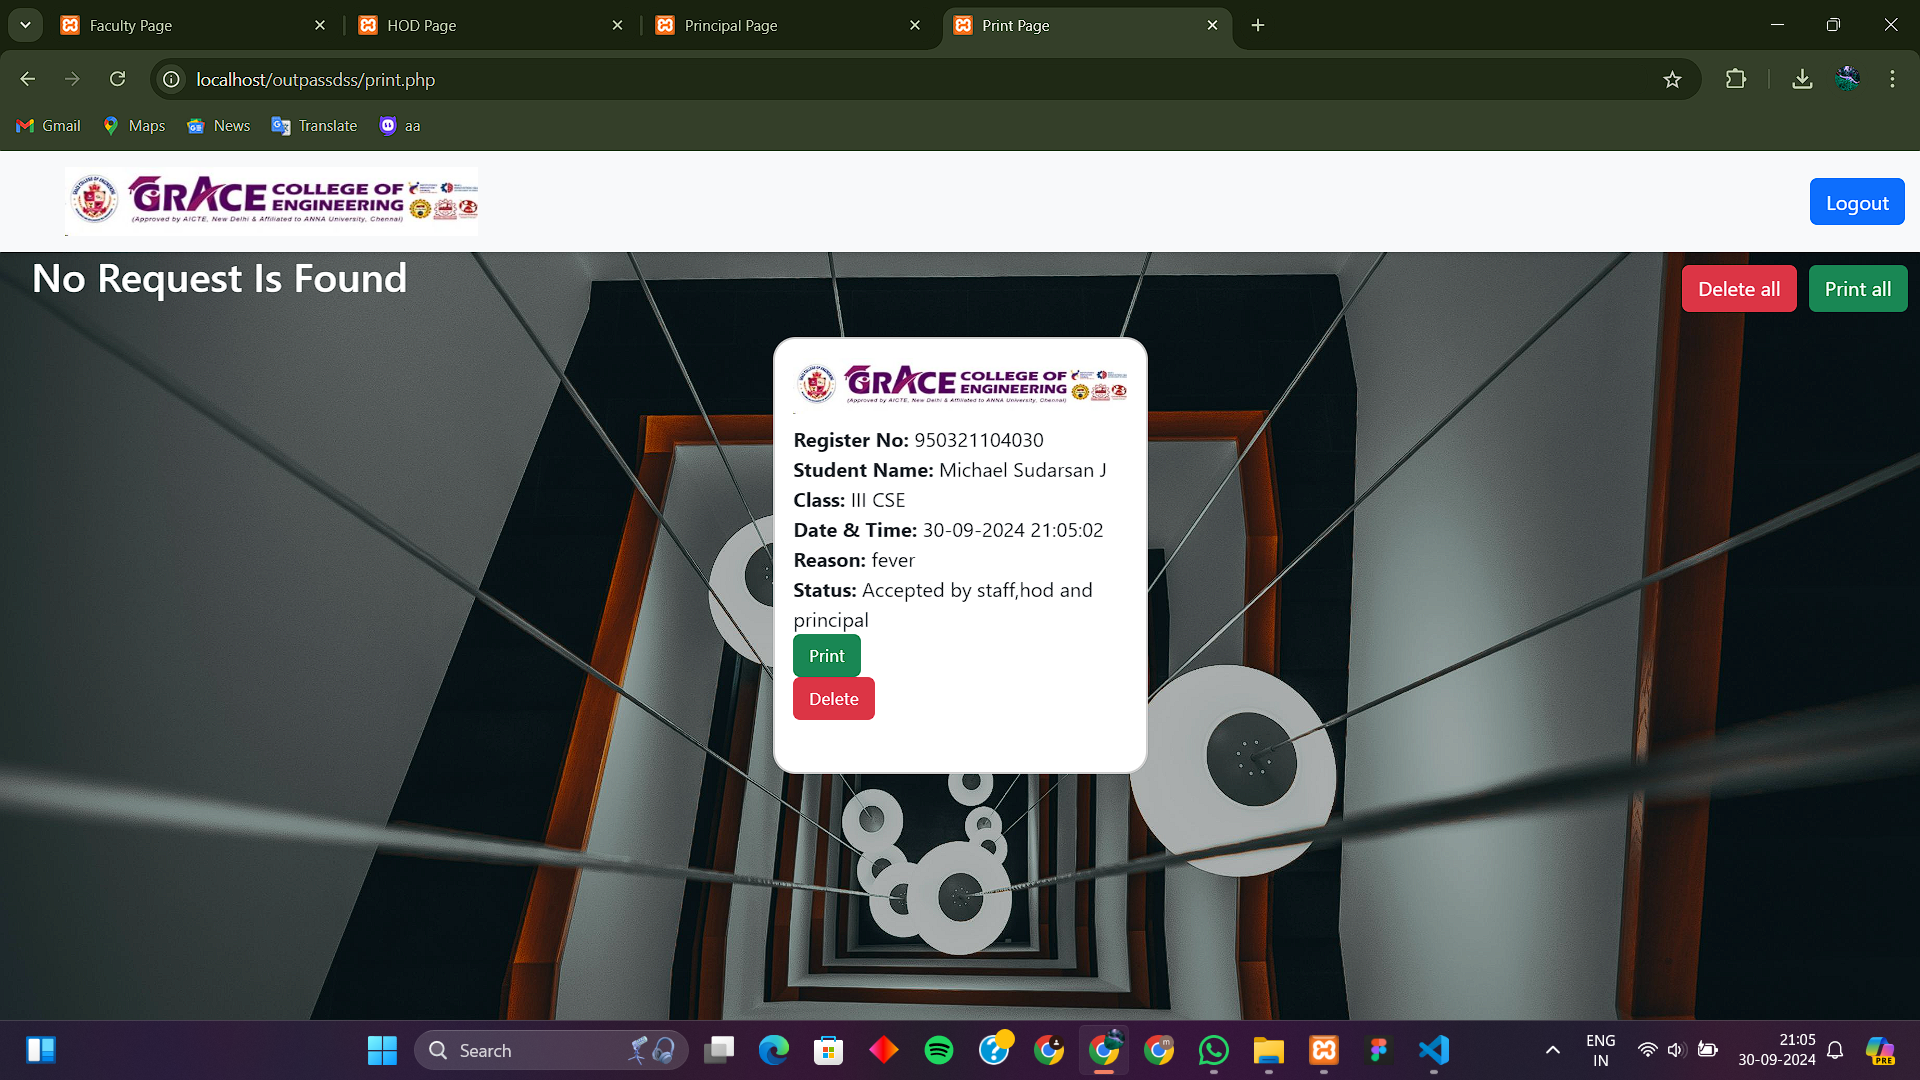 Faculty Page
HOD Page
Principal Page
Print Page
localhost/outpassdss/print.php
Gmail
Maps
News
Translate
aa
GRACE COLLEGE OF ENGINEERING
(Approved by AICTE, New Delhi & Affiliated to ANNA University, Chennai)
Logout
No Request Is Found
Delete all
Print all
GRACE COLLEGE OF ENGINEERING
(Approved by AICTE, New Delhi & Affiliated to ANNA University, Chennai)
Register No: 950321104030
Student Name: Michael Sudarsan J
Class: III CSE
Date & Time: 30-09-2024 21:05:02
Reason: fever
Status: Accepted by staff,hod and
principal
Print
Delete
Search
ENG
IN
21:05
30-09-2024
PRE